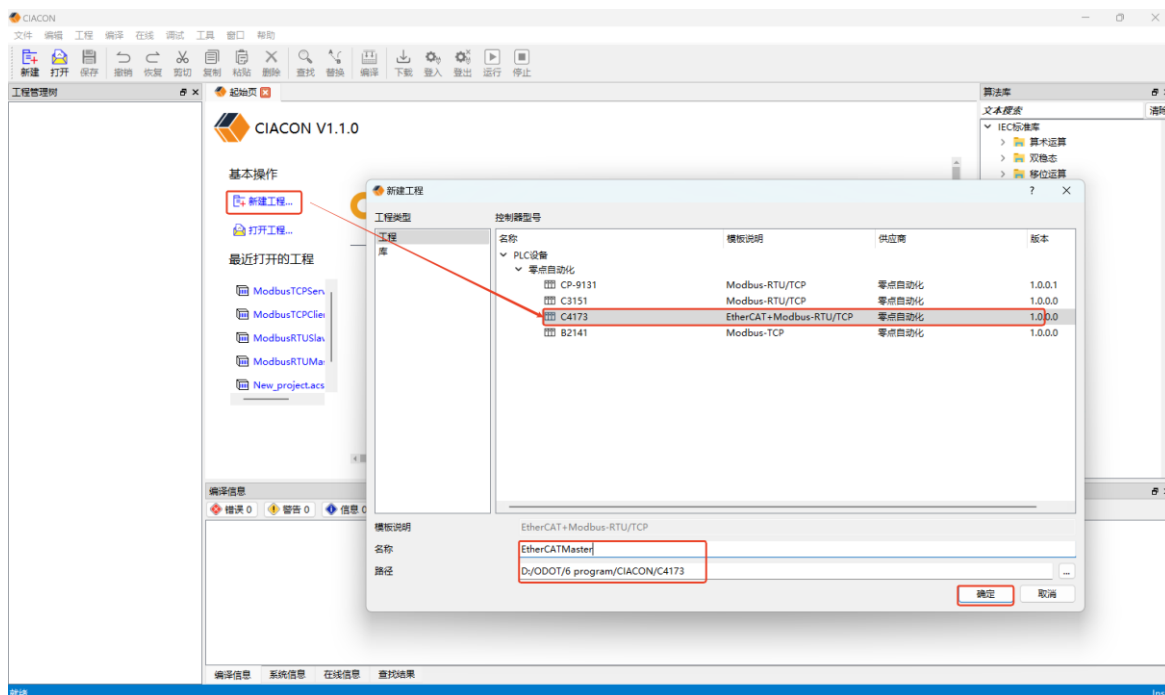 CIACON
文件 编辑 工程 编译 在线 调试 工具 窗口 帮助
新建 打开 保存 撤销 恢复 剪切 复制 粘贴 删除 查找 替换 编译 下载 登入 登出 运行 停止
工程管理树
起始页
算法库
文本搜索 清除
IEC标准库
算术运算
双稳态
移位运算
CIACON V1.1.0
基本操作
新建工程...
打开工程...
最近打开的工程
ModbusTCPServ
ModbusTCPClie
ModbusRTUSlav
ModbusRTUMas
New_project.acs
新建工程
工程类型 控制器型号
工程
库
名称 模板说明 供应商 版本
PLC设备
零点自动化
CP-9131 Modbus-RTU/TCP 零点自动化 1.0.0.1
C3151 Modbus-RTU/TCP 零点自动化 1.0.0.0
C4173 EtherCAT+Modbus-RTU/TCP 零点自动化 1.0.0.0
B2141 Modbus-TCP 零点自动化 1.0.0.0
模板说明 EtherCAT+Modbus-RTU/TCP
名称 EtherCATMaster
路径 D:/ODOT/6 program/CIACON/C4173 ...
确定 取消
编译信息
错误 0 警告 0 信息 0
编译信息 系统信息 在线信息 查找结果
就绪